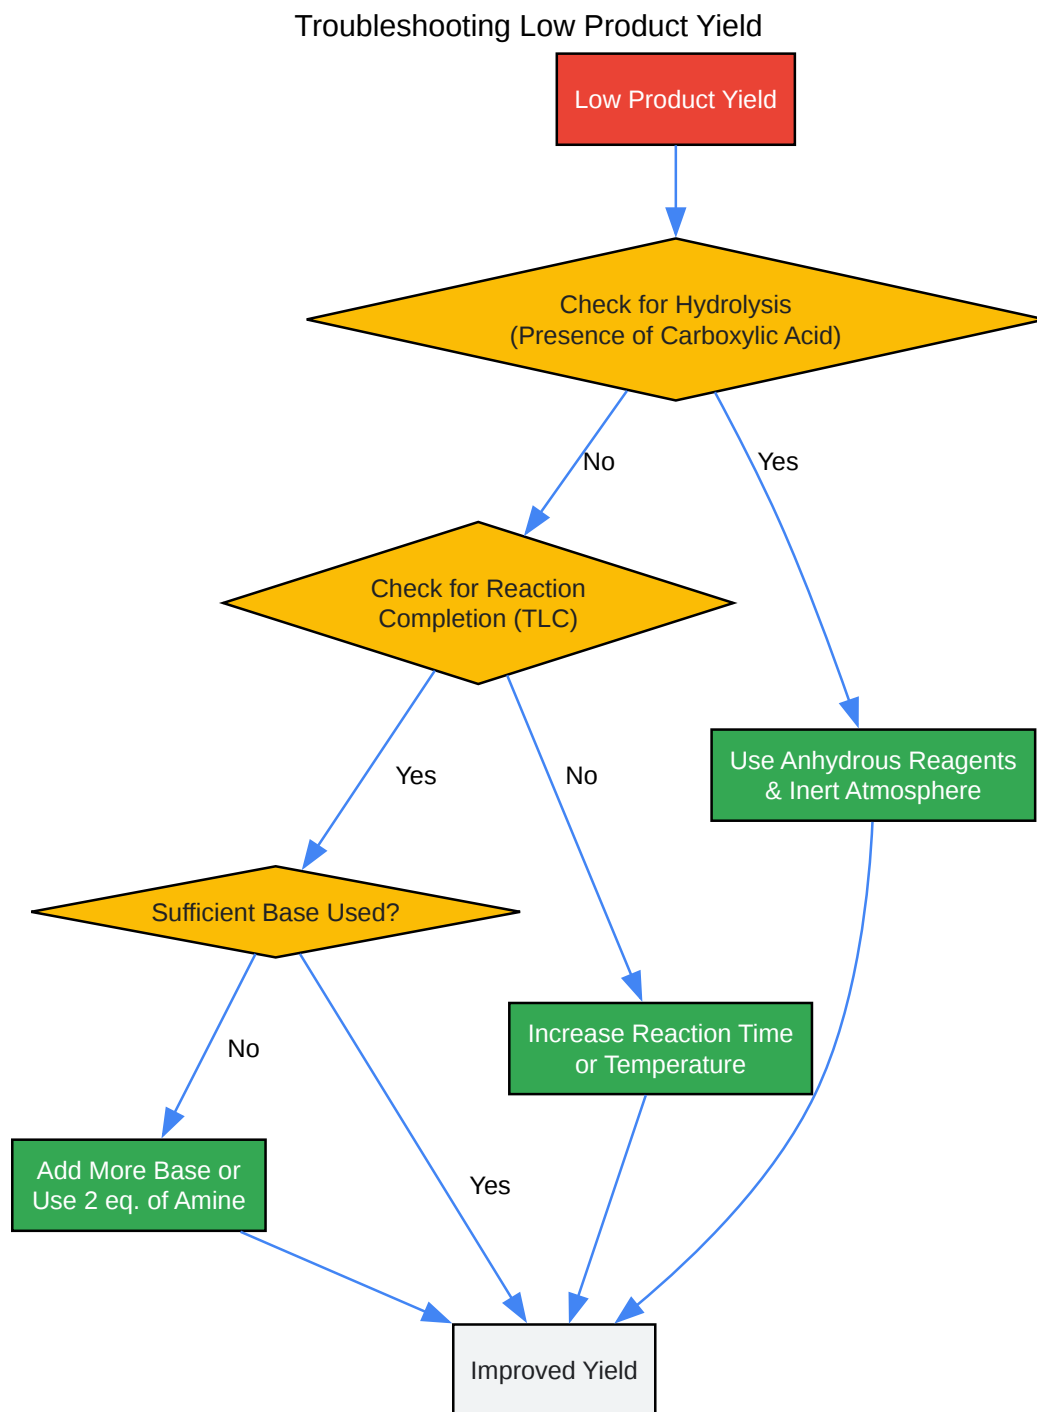 Troubleshooting Low Product Yield
Low Product Yield
Check for Hydrolysis
(Presence of Carboxylic Acid)
No
Yes
Check for Reaction
Completion (TLC)
Use Anhydrous Reagents
& Inert Atmosphere
Yes
No
Sufficient Base Used?
Increase Reaction Time
or Temperature
No
Add More Base or
Use 2 eq. of Amine
Yes
Improved Yield